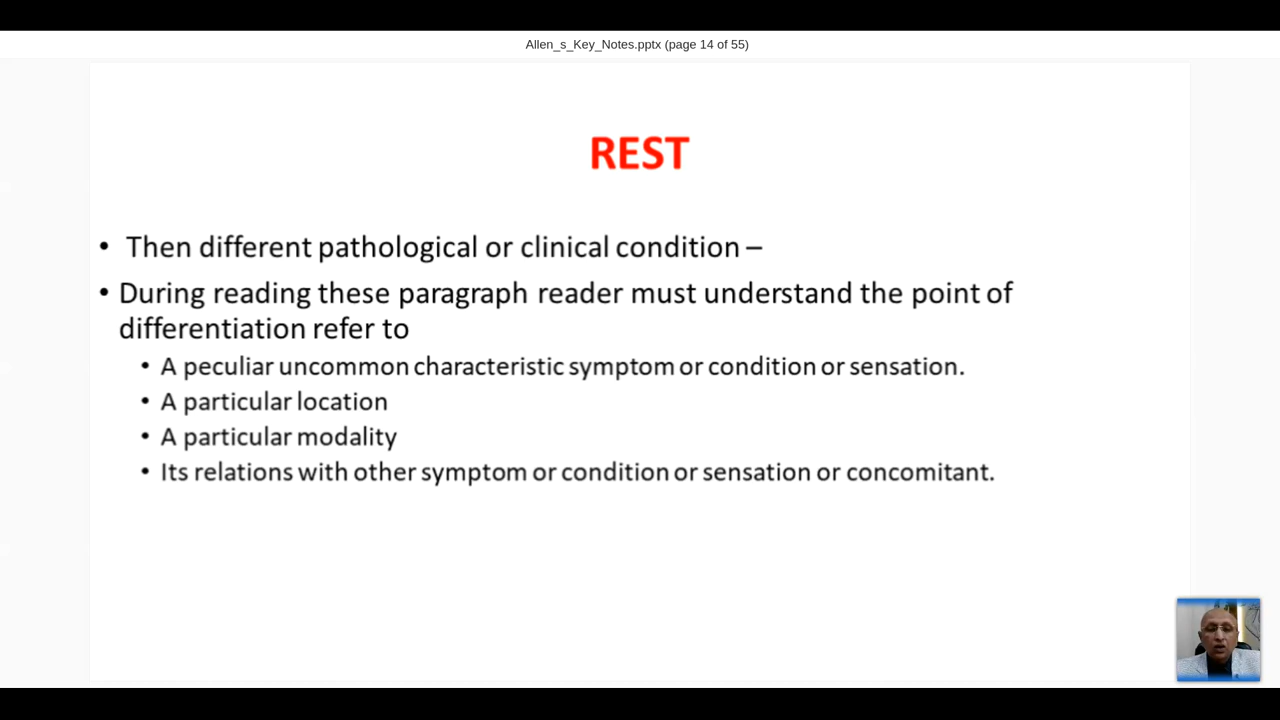 Allen_s_Key_Notes.pptx (page 14 of 55)
REST
• Then different pathological or clinical condition –
• During reading these paragraph reader must understand the point of
differentiation refer to
• A peculiar uncommon characteristic symptom or condition or sensation.
• A particular location
• A particular modality
• Its relations with other symptom or condition or sensation or concomitant.